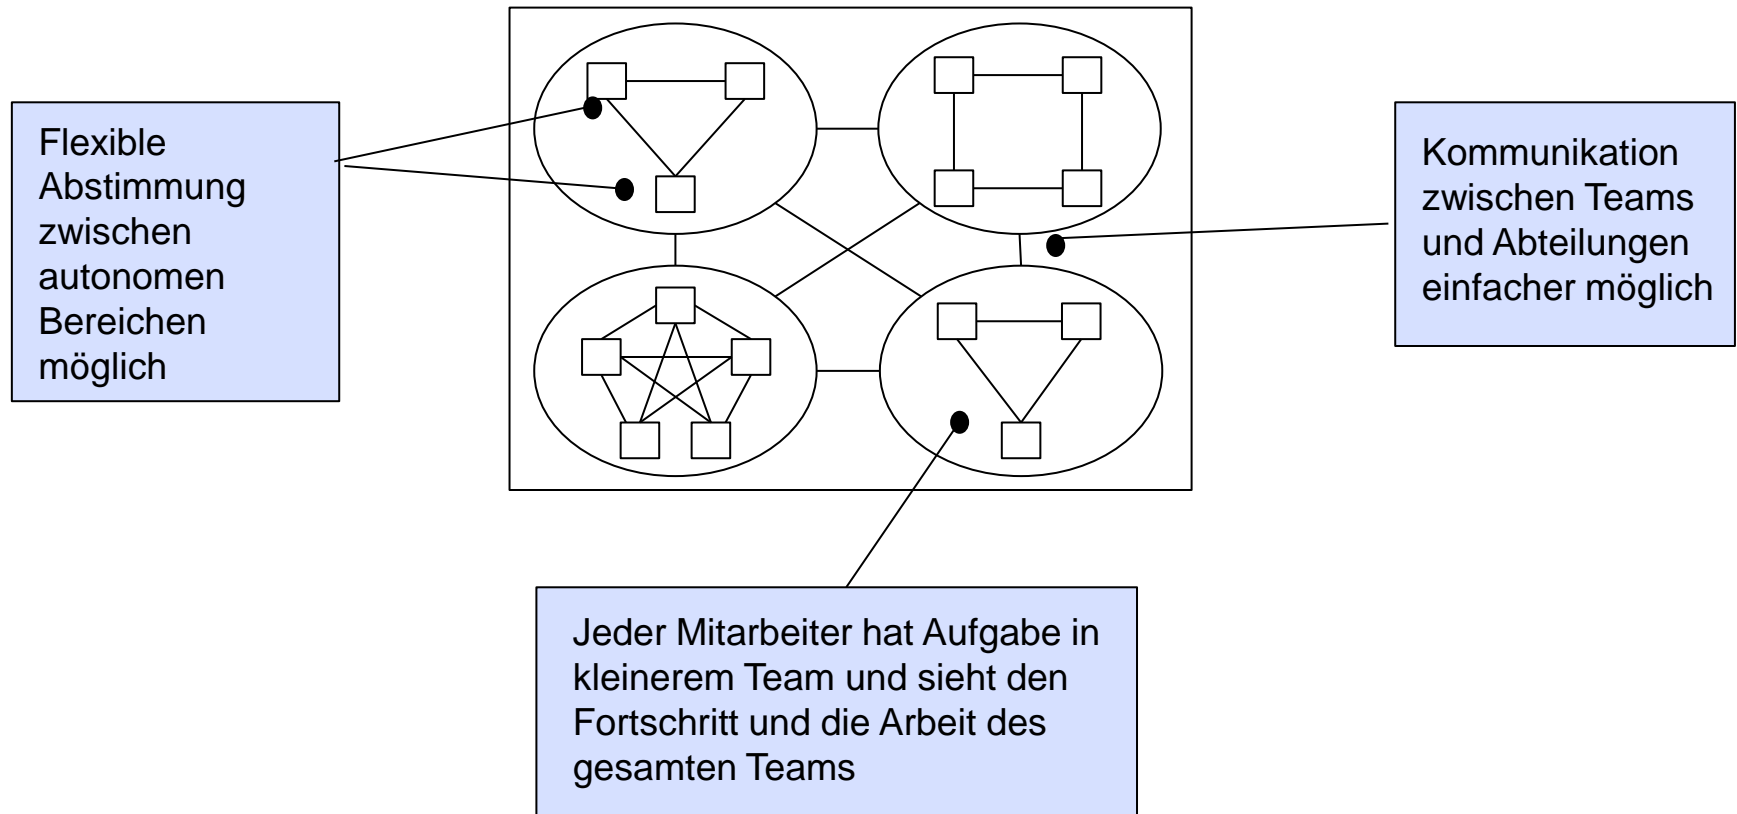 Flexible
Abstimmung
zwischen
autonomen
Bereichen
möglich
Kommunikation
zwischen Teams
und Abteilungen
einfacher möglich
Jeder Mitarbeiter hat Aufgabe in
kleinerem Team und sieht den
Fortschritt und die Arbeit des
gesamten Teams